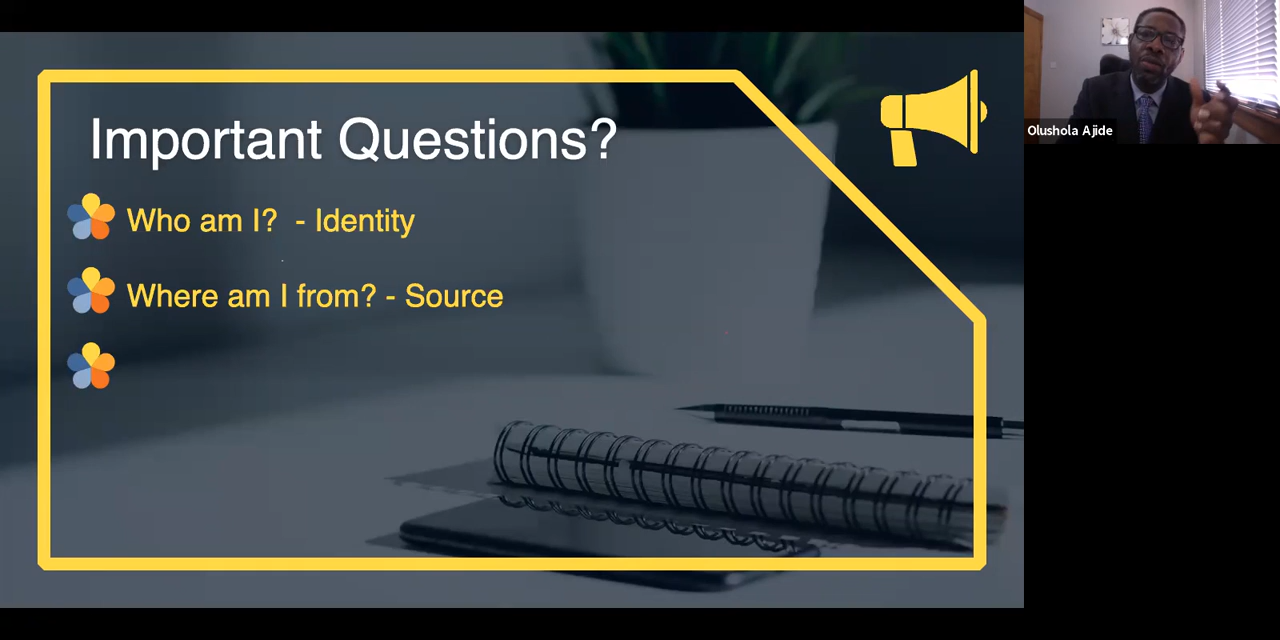 Important Questions?
Who am I?  - Identity
Where am I from? - Source
Olushola Ajide